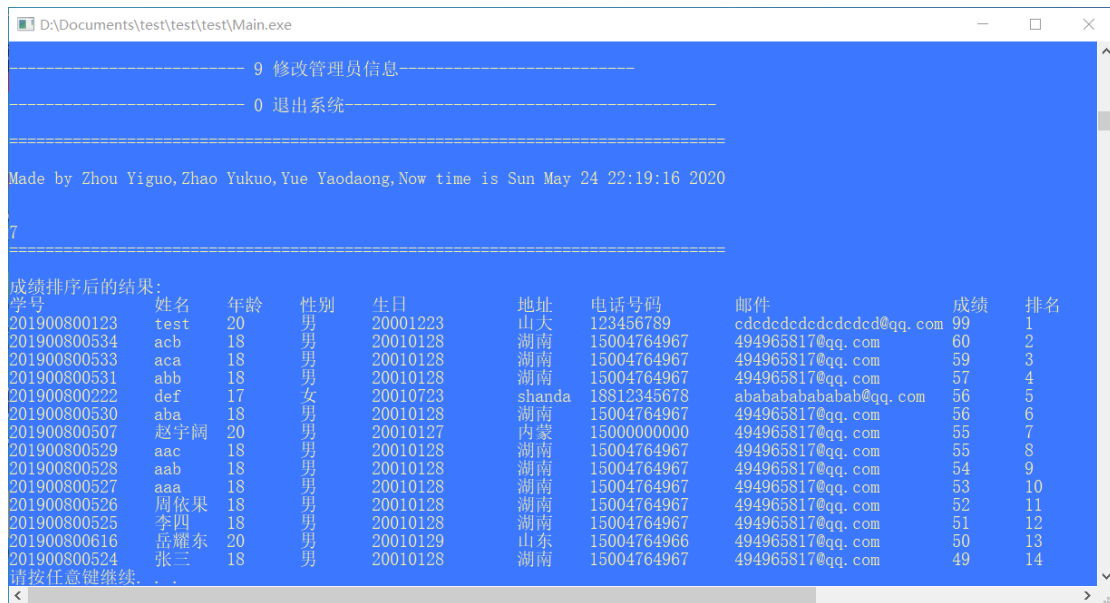 D:\Documents\test\test\test\Main.exe
-------------------------- 9 修改管理员信息--------------------------
-------------------------- 0 退出系统-----------------------------------------
===============================================================================
Made by Zhou Yiguo,Zhao Yukuo,Yue Yaodaong,Now time is Sun May 24 22:19:16 2020
7
===============================================================================
成绩排序后的结果:
学号 姓名 年龄 性别 生日 地址 电话号码 邮件 成绩 排名
201900800123 test 20 男 20001223 山大 123456789 cdcdcdcdcdcdcdcd@qq.com 99 1
201900800534 acb 18 男 20010128 湖南 15004764967 494965817@qq.com 60 2
201900800533 aca 18 男 20010128 湖南 15004764967 494965817@qq.com 59 3
201900800531 abb 18 男 20010128 湖南 15004764967 494965817@qq.com 57 4
201900800222 def 17 女 20010723 shanda 18812345678 ababababababab@qq.com 56 5
201900800530 aba 18 男 20010128 湖南 15004764967 494965817@qq.com 56 6
201900800507 赵宇阔 20 男 20010127 内蒙 15000000000 494965817@qq.com 55 7
201900800529 aac 18 男 20010128 湖南 15004764967 494965817@qq.com 55 8
201900800528 aab 18 男 20010128 湖南 15004764967 494965817@qq.com 54 9
201900800527 aaa 18 男 20010128 湖南 15004764967 494965817@qq.com 53 10
201900800526 周依果 18 男 20010128 湖南 15004764967 494965817@qq.com 52 11
201900800525 李四 18 男 20010128 湖南 15004764967 494965817@qq.com 51 12
201900800616 岳耀东 20 男 20010129 山东 15004764966 494965817@qq.com 50 13
201900800524 张三 18 男 20010128 湖南 15004764967 494965817@qq.com 49 14
请按任意键继续. . .